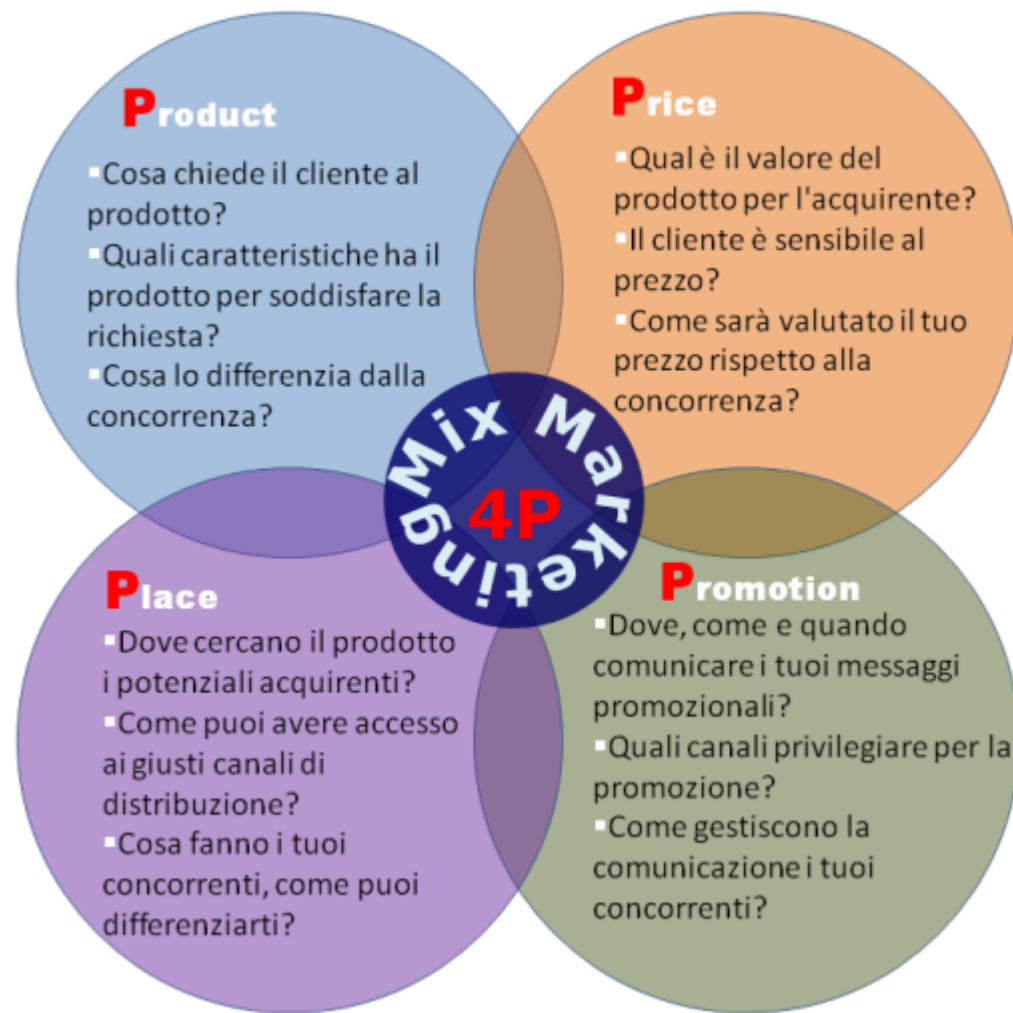 Product
▪Cosa chiede il cliente al
prodotto?
▪Quali caratteristiche ha il
prodotto per soddisfare la
richiesta?
▪Cosa lo differenzia dalla
concorrenza?
Price
▪Qual è il valore del
prodotto per l'acquirente?
▪Il cliente è sensibile al
prezzo?
▪Come sarà valutato il tuo
prezzo rispetto alla
concorrenza?
Mix Marketing
4P
Place
▪Dove cercano il prodotto
i potenziali acquirenti?
▪Come puoi avere accesso
ai giusti canali di
distribuzione?
▪Cosa fanno i tuoi
concorrenti, come puoi
differenziarti?
Promotion
▪Dove, come e quando
comunicare i tuoi messaggi
promozionali?
▪Quali canali privilegiare per la
promozione?
▪Come gestiscono la
comunicazione i tuoi
concorrenti?